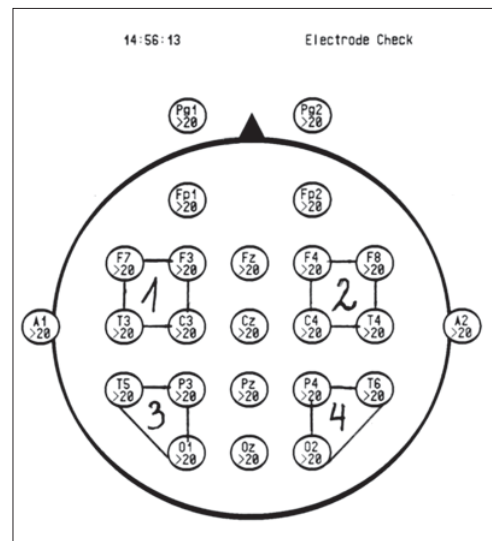 14:56:13 Electrode Check
Pg1 Pg2
>20 >20
Fp1 Fp2
>20 >20
F7 F3 Fz F4 F8
>20 >20 >20 >20 >20
1 2
A1 T3 C3 Cz C4 T4 A2
>20 >20 >20 >20 >20 >20 >20
T5 P3 Pz P4 T6
>20 >20 >20 >20 >20
3 4
O1 Oz O2
>20 >20 >20